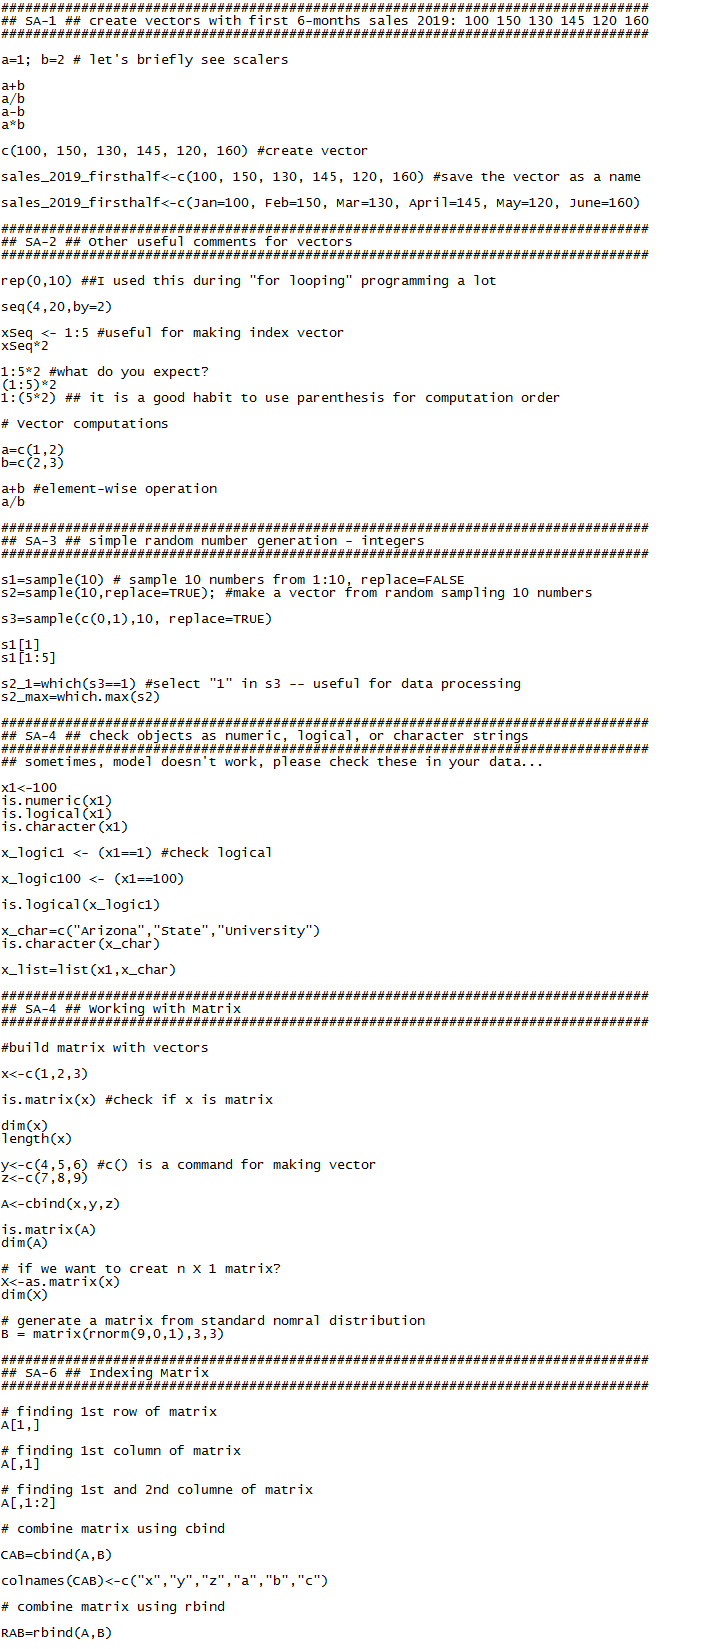 #################################################################################
## SA-1 ## create vectors with first 6-months sales 2019: 100 150 130 145 120 160
#################################################################################
a=1; b=2 # let's briefly see scalers
a+b
a/b
a-b
a*b
c(100, 150, 130, 145, 120, 160) #create vector
sales_2019_firsthalf<-c(100, 150, 130, 145, 120, 160) #save the vector as a name
sales_2019_firsthalf<-c(Jan=100, Feb=150, Mar=130, April=145, May=120, June=160)
#################################################################################
## SA-2 ## Other useful comments for vectors
#################################################################################
rep(0,10) ##I used this during "for looping" programming a lot
seq(4,20,by=2)
xSeq <- 1:5 #useful for making index vector
xSeq*2
1:5*2 #what do you expect?
(1:5)*2
1:(5*2) ## it is a good habit to use parenthesis for computation order
# Vector computations
a=c(1,2)
b=c(2,3)
a+b #element-wise operation
a/b
#################################################################################
## SA-3 ## simple random number generation - integers
#################################################################################
s1=sample(10) # sample 10 numbers from 1:10, replace=FALSE
s2=sample(10,replace=TRUE); #make a vector from random sampling 10 numbers
s3=sample(c(0,1),10, replace=TRUE)
s1[1]
s1[1:5]
s2_1=which(s3==1) #select "1" in s3 -- useful for data processing
s2_max=which.max(s2)
#################################################################################
## SA-4 ## check objects as numeric, logical, or character strings
#################################################################################
## sometimes, model doesn't work, please check these in your data...
x1<-100
is.numeric(x1)
is.logical(x1)
is.character(x1)
x_logic1 <- (x1==1) #check logical
x_logic100 <- (x1==100)
is.logical(x_logic1)
x_char=c("Arizona","State","University")
is.character(x_char)
x_list=list(x1,x_char)
#################################################################################
## SA-4 ## Working with Matrix
#################################################################################
#build matrix with vectors
x<-c(1,2,3)
is.matrix(x) #check if x is matrix
dim(x)
length(x)
y<-c(4,5,6) #c() is a command for making vector
z<-c(7,8,9)
A<-cbind(x,y,z)
is.matrix(A)
dim(A)
# if we want to creat n X 1 matrix?
X<-as.matrix(x)
dim(X)
# generate a matrix from standard nomral distribution
B = matrix(rnorm(9,0,1),3,3)
#################################################################################
## SA-6 ## Indexing Matrix
#################################################################################
# finding 1st row of matrix
A[1,]
# finding 1st column of matrix
A[,1]
# finding 1st and 2nd columne of matrix
A[,1:2]
# combine matrix using cbind
CAB=cbind(A,B)
colnames(CAB)<-c("x","y","z","a","b","c")
# combine matrix using rbind
RAB=rbind(A,B)